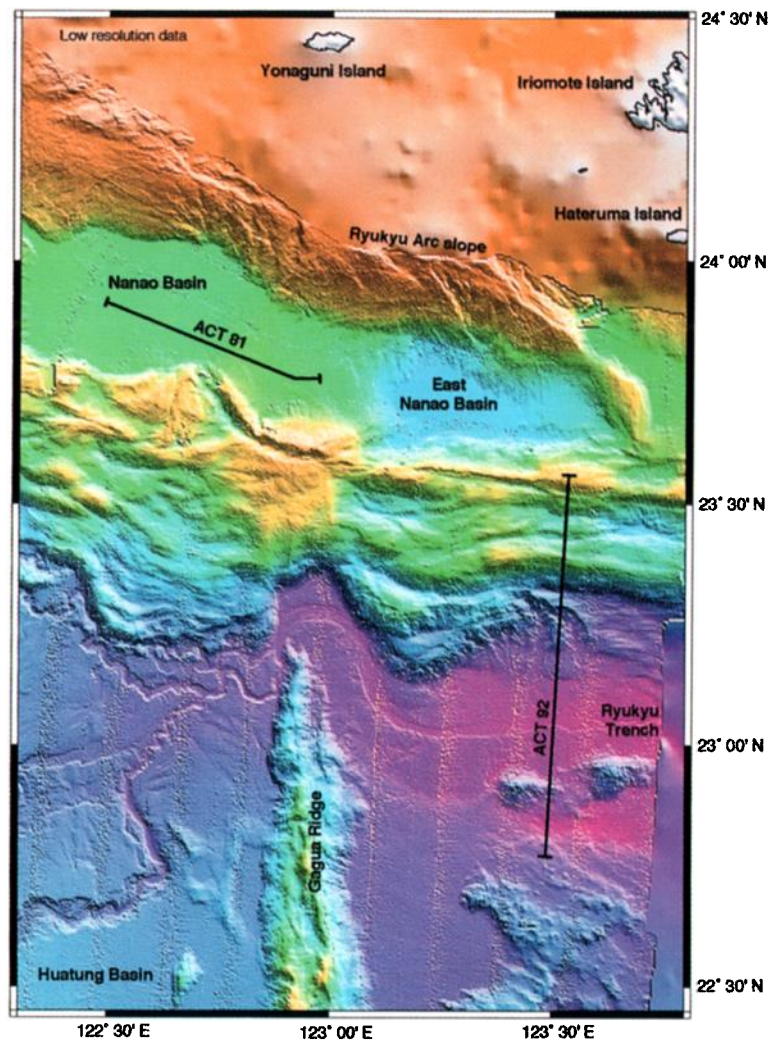 24° 30' N
Low resolution data
Yonaguni Island
Iriomote Island
Hateruma Island
Ryukyu Arc slope
24° 00' N
Nanao Basin
ACT 81
East
Nanao Basin
23° 30' N
Ryukyu
Trench
ACT 92
23° 00' N
Gagua Ridge
Huatung Basin
22° 30' N
122° 30' E
123° 00' E
123° 30' E